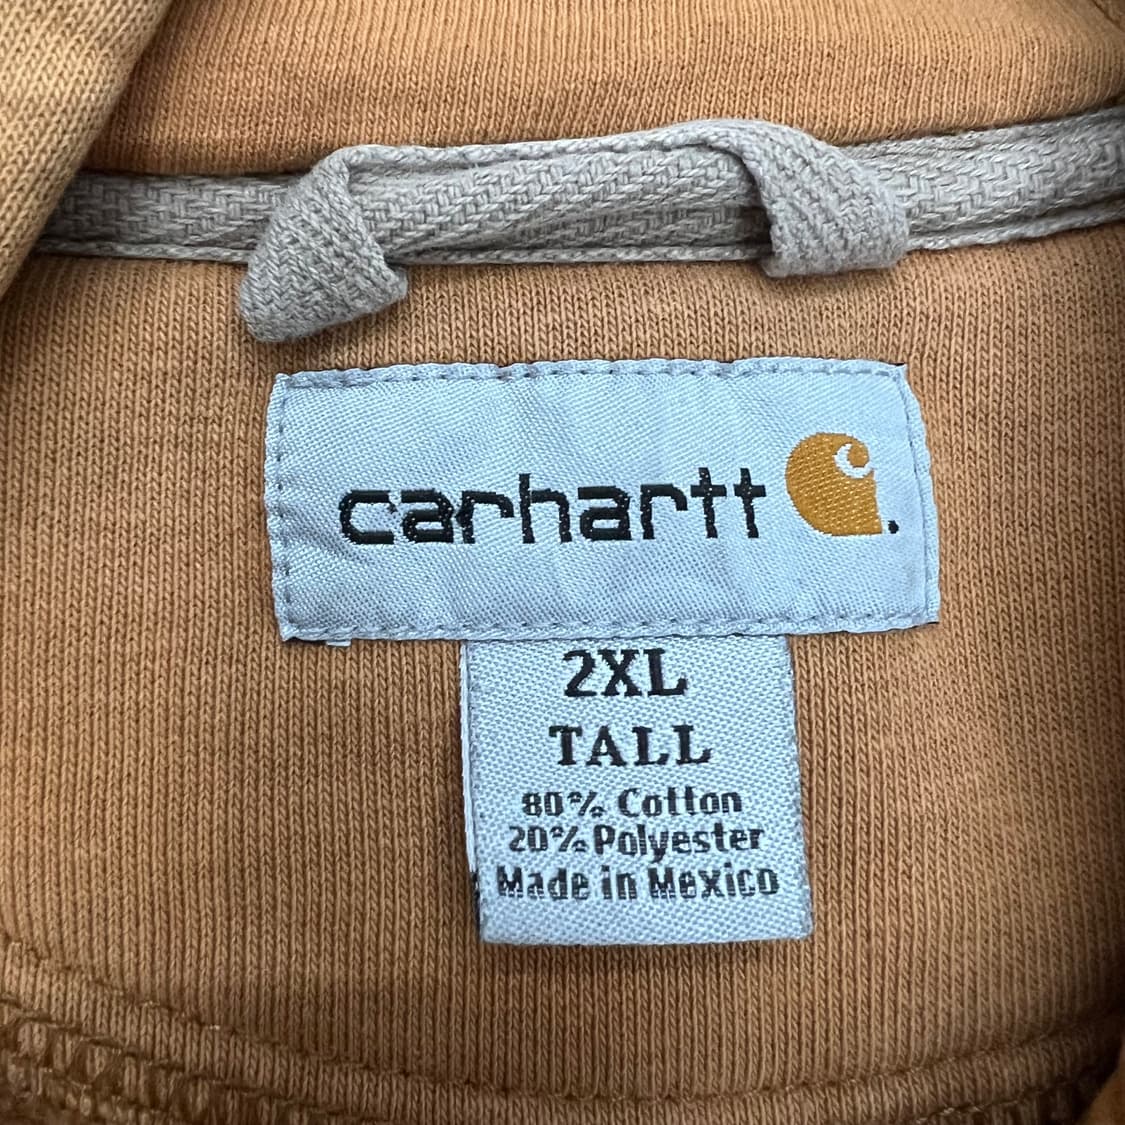 carhartt
2XL
TALL
80% Cotton
20% Polyester
Made in Mexico